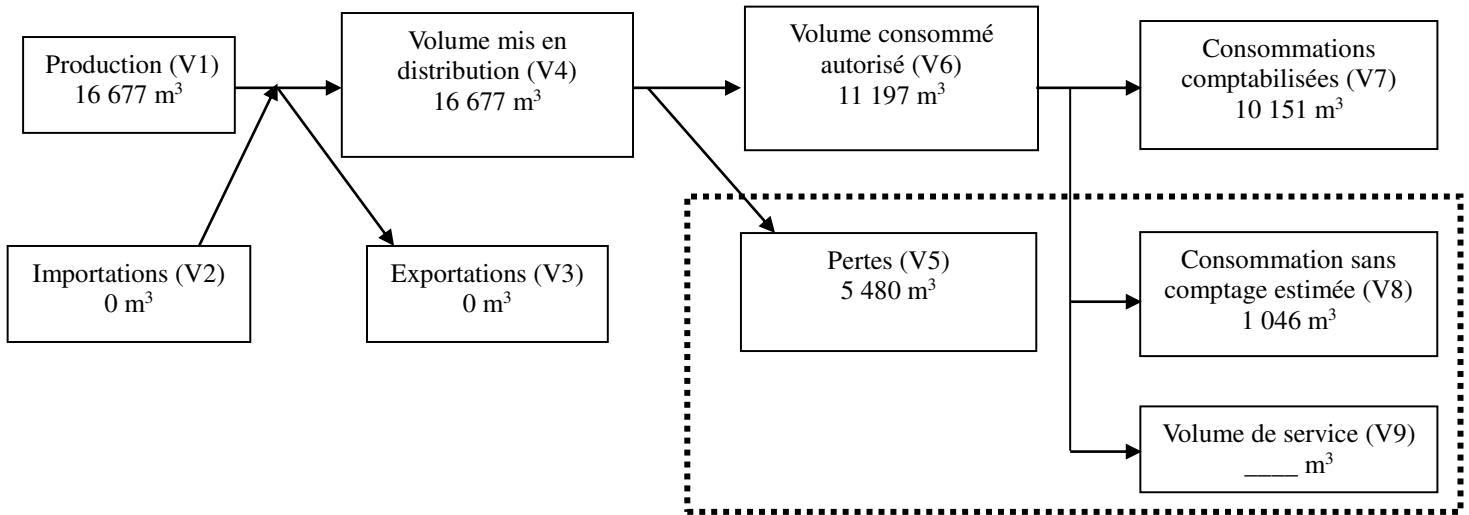 Production (V1)
16 677 m³
Volume mis en
distribution (V4)
16 677 m³
Volume consommé
autorisé (V6)
11 197 m³
Consommations
comptabilisées (V7)
10 151 m³
Importations (V2)
0 m³
Exportations (V3)
0 m³
Pertes (V5)
5 480 m³
Consommation sans
comptage estimée (V8)
1 046 m³
Volume de service (V9)
____ m³